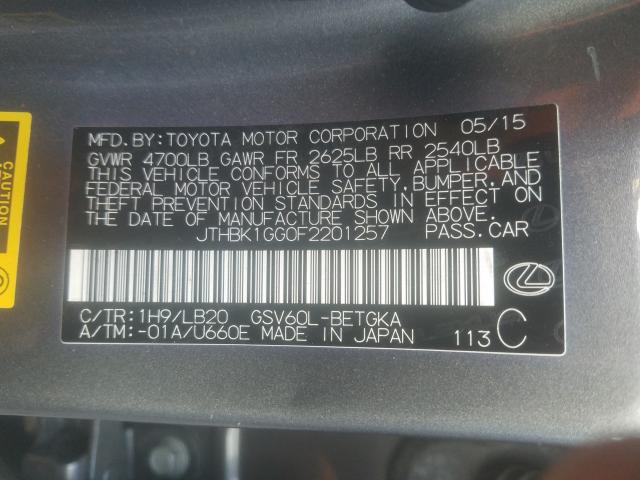 MFD.BY:TOYOTA MOTOR CORPORATION 05/15
GVWR 4700LB GAWR FR 2625LB RR 2540LB
THIS VEHICLE CONFORMS TO ALL APPLICABLE
FEDERAL MOTOR VEHICLE SAFETY,BUMPER,AND
THEFT PREVENTION STANDARDS IN EFFECT ON
THE DATE OF MANUFACTURE SHOWN ABOVE.
JTHBK1GG0F2201257 PASS.CAR
C/TR:1H9/LB20 GSV60L-BETGKA
A/TM:-01A/U660E MADE IN JAPAN 113 C
CAUTION